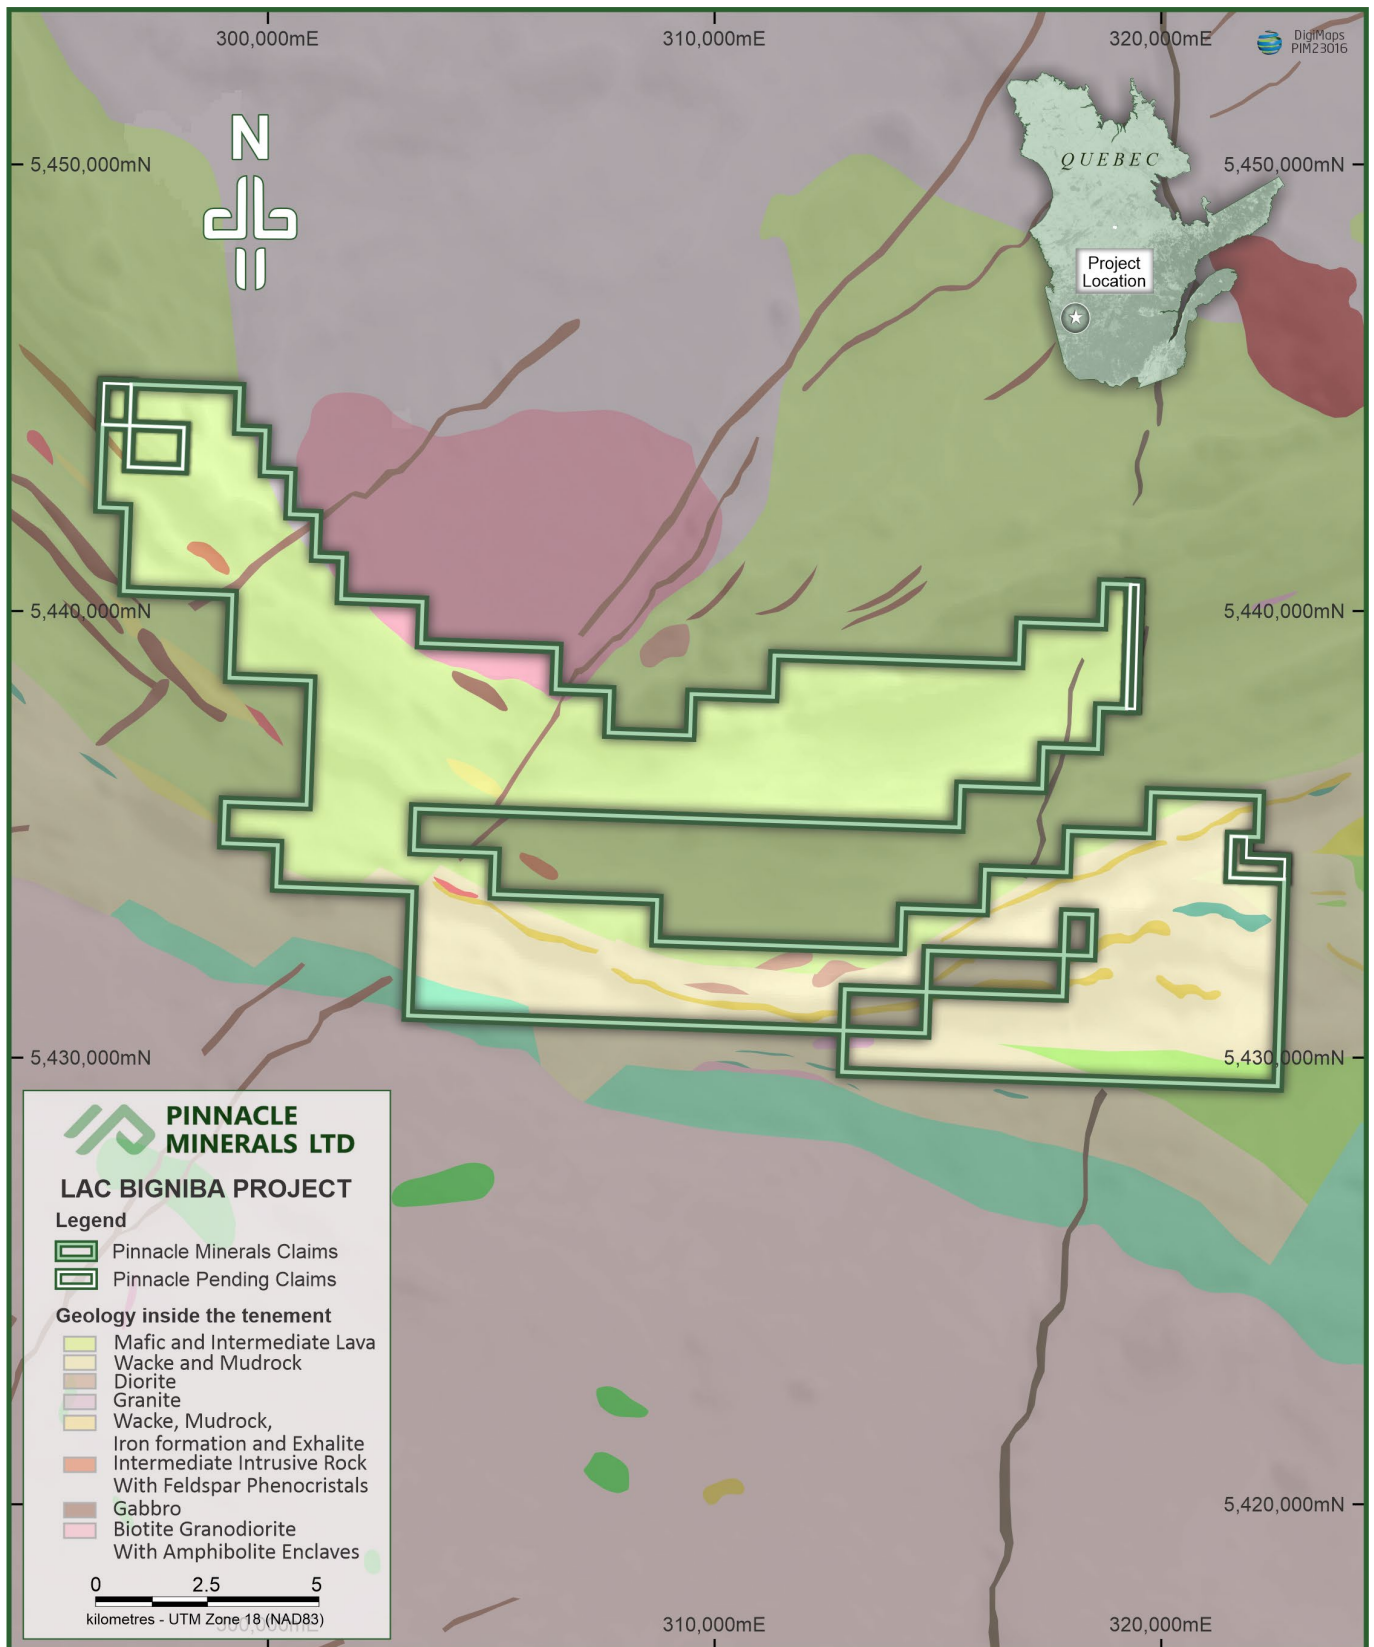 300,000mE
310,000mE
320,000mE
DigiMaps
PIM23016
N
QUEBEC
5,450,000mN
5,450,000mN
Project
Location
5,440,000mN
5,440,000mN
5,430,000mN
5,430,000mN
PINNACLE
MINERALS LTD
LAC BIGNIBA PROJECT
Legend
Pinnacle Minerals Claims
Pinnacle Pending Claims
Geology inside the tenement
Mafic and Intermediate Lava
Wacke and Mudrock
Diorite
Granite
Wacke, Mudrock,
Iron formation and Exhalite
Intermediate Intrusive Rock
With Feldspar Phenocristals
Gabbro
Biotite Granodiorite
With Amphibolite Enclaves
5,420,000mN
0 2.5 5
kilometres - UTM Zone 18 (NAD83)
300,000mE
310,000mE
320,000mE